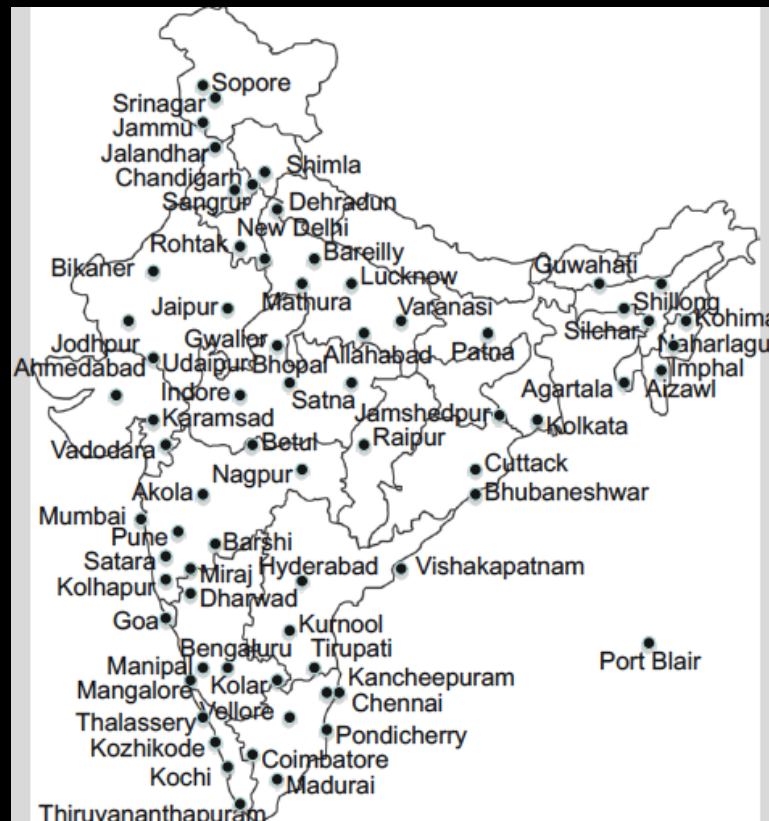 Sopore
Srinagar
Jammu
Jalandhar
Shimla
Chandigarh
Sangrur
Dehradun
New Delhi
Rohtak
Bareilly
Bikaner
Lucknow
Guwahati
Mathura
Jaipur
Varanasi
Shillong
Kohima
Silchar
Jodhpur
Gwalior
Allahabad
Patna
Naharlagu
Ahmedabad
Udaipur
Bhopal
Imphal
Indore
Satna
Agartala
Aizawl
Karamsad
Jamshedpur
Kolkata
Vadodara
Betul
Raipur
Nagpur
Cuttack
Akola
Bhubaneshwar
Mumbai
Pune
Barshi
Satara
Miraj
Hyderabad
Vishakapatnam
Kolhapur
Dharwad
Goa
Kurnool
Bengaluru
Tirupati
Port Blair
Manipal
Kancheepuram
Mangalore
Kolar
Chennai
Vellore
Thalassery
Pondicherry
Kozhikode
Coimbatore
Kochi
Madurai
Thiruvananthapuram